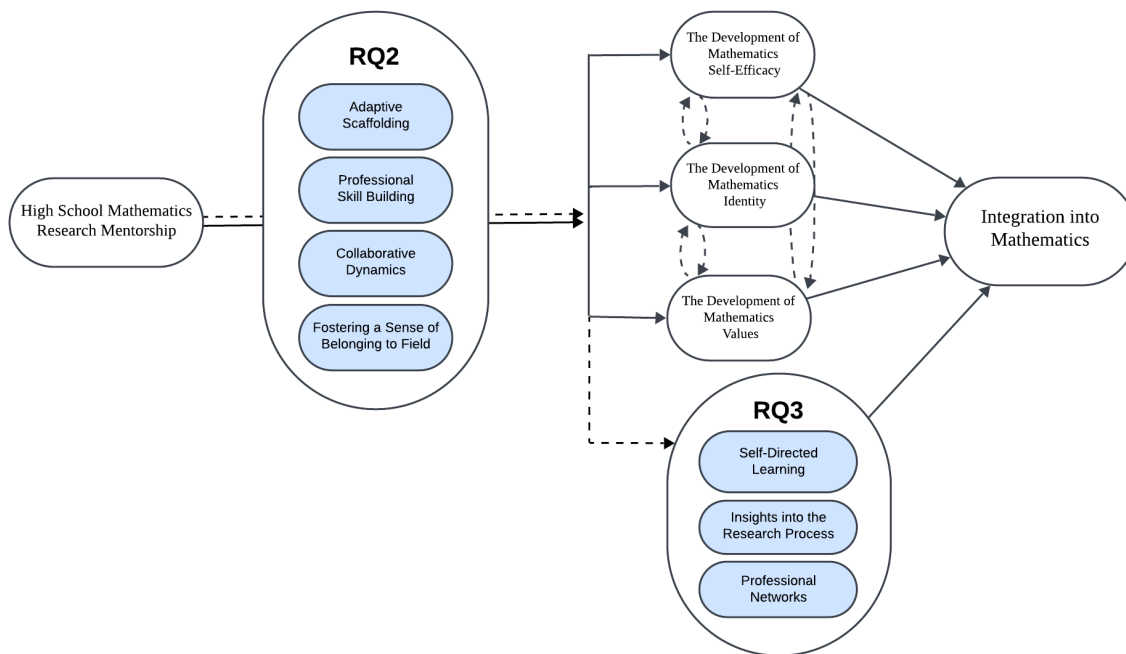 High School Mathematics
Research Mentorship
RQ2
Adaptive
Scaffolding
Professional
Skill Building
Collaborative
Dynamics
Fostering a Sense of
Belonging to Field
The Development of
Mathematics
Self-Efficacy
The Development of
Mathematics
Identity
The Development of
Mathematics
Values
RQ3
Self-Directed
Learning
Insights into the
Research Process
Professional
Networks
Integration into
Mathematics